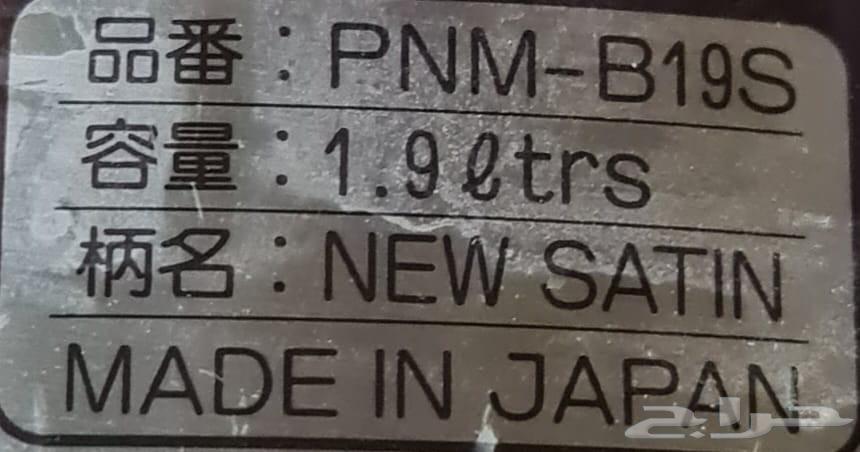 品番：PNM-B19S
容量：1.9ℓtrs
柄名：NEW SATIN
MADE IN JAPAN
حراج